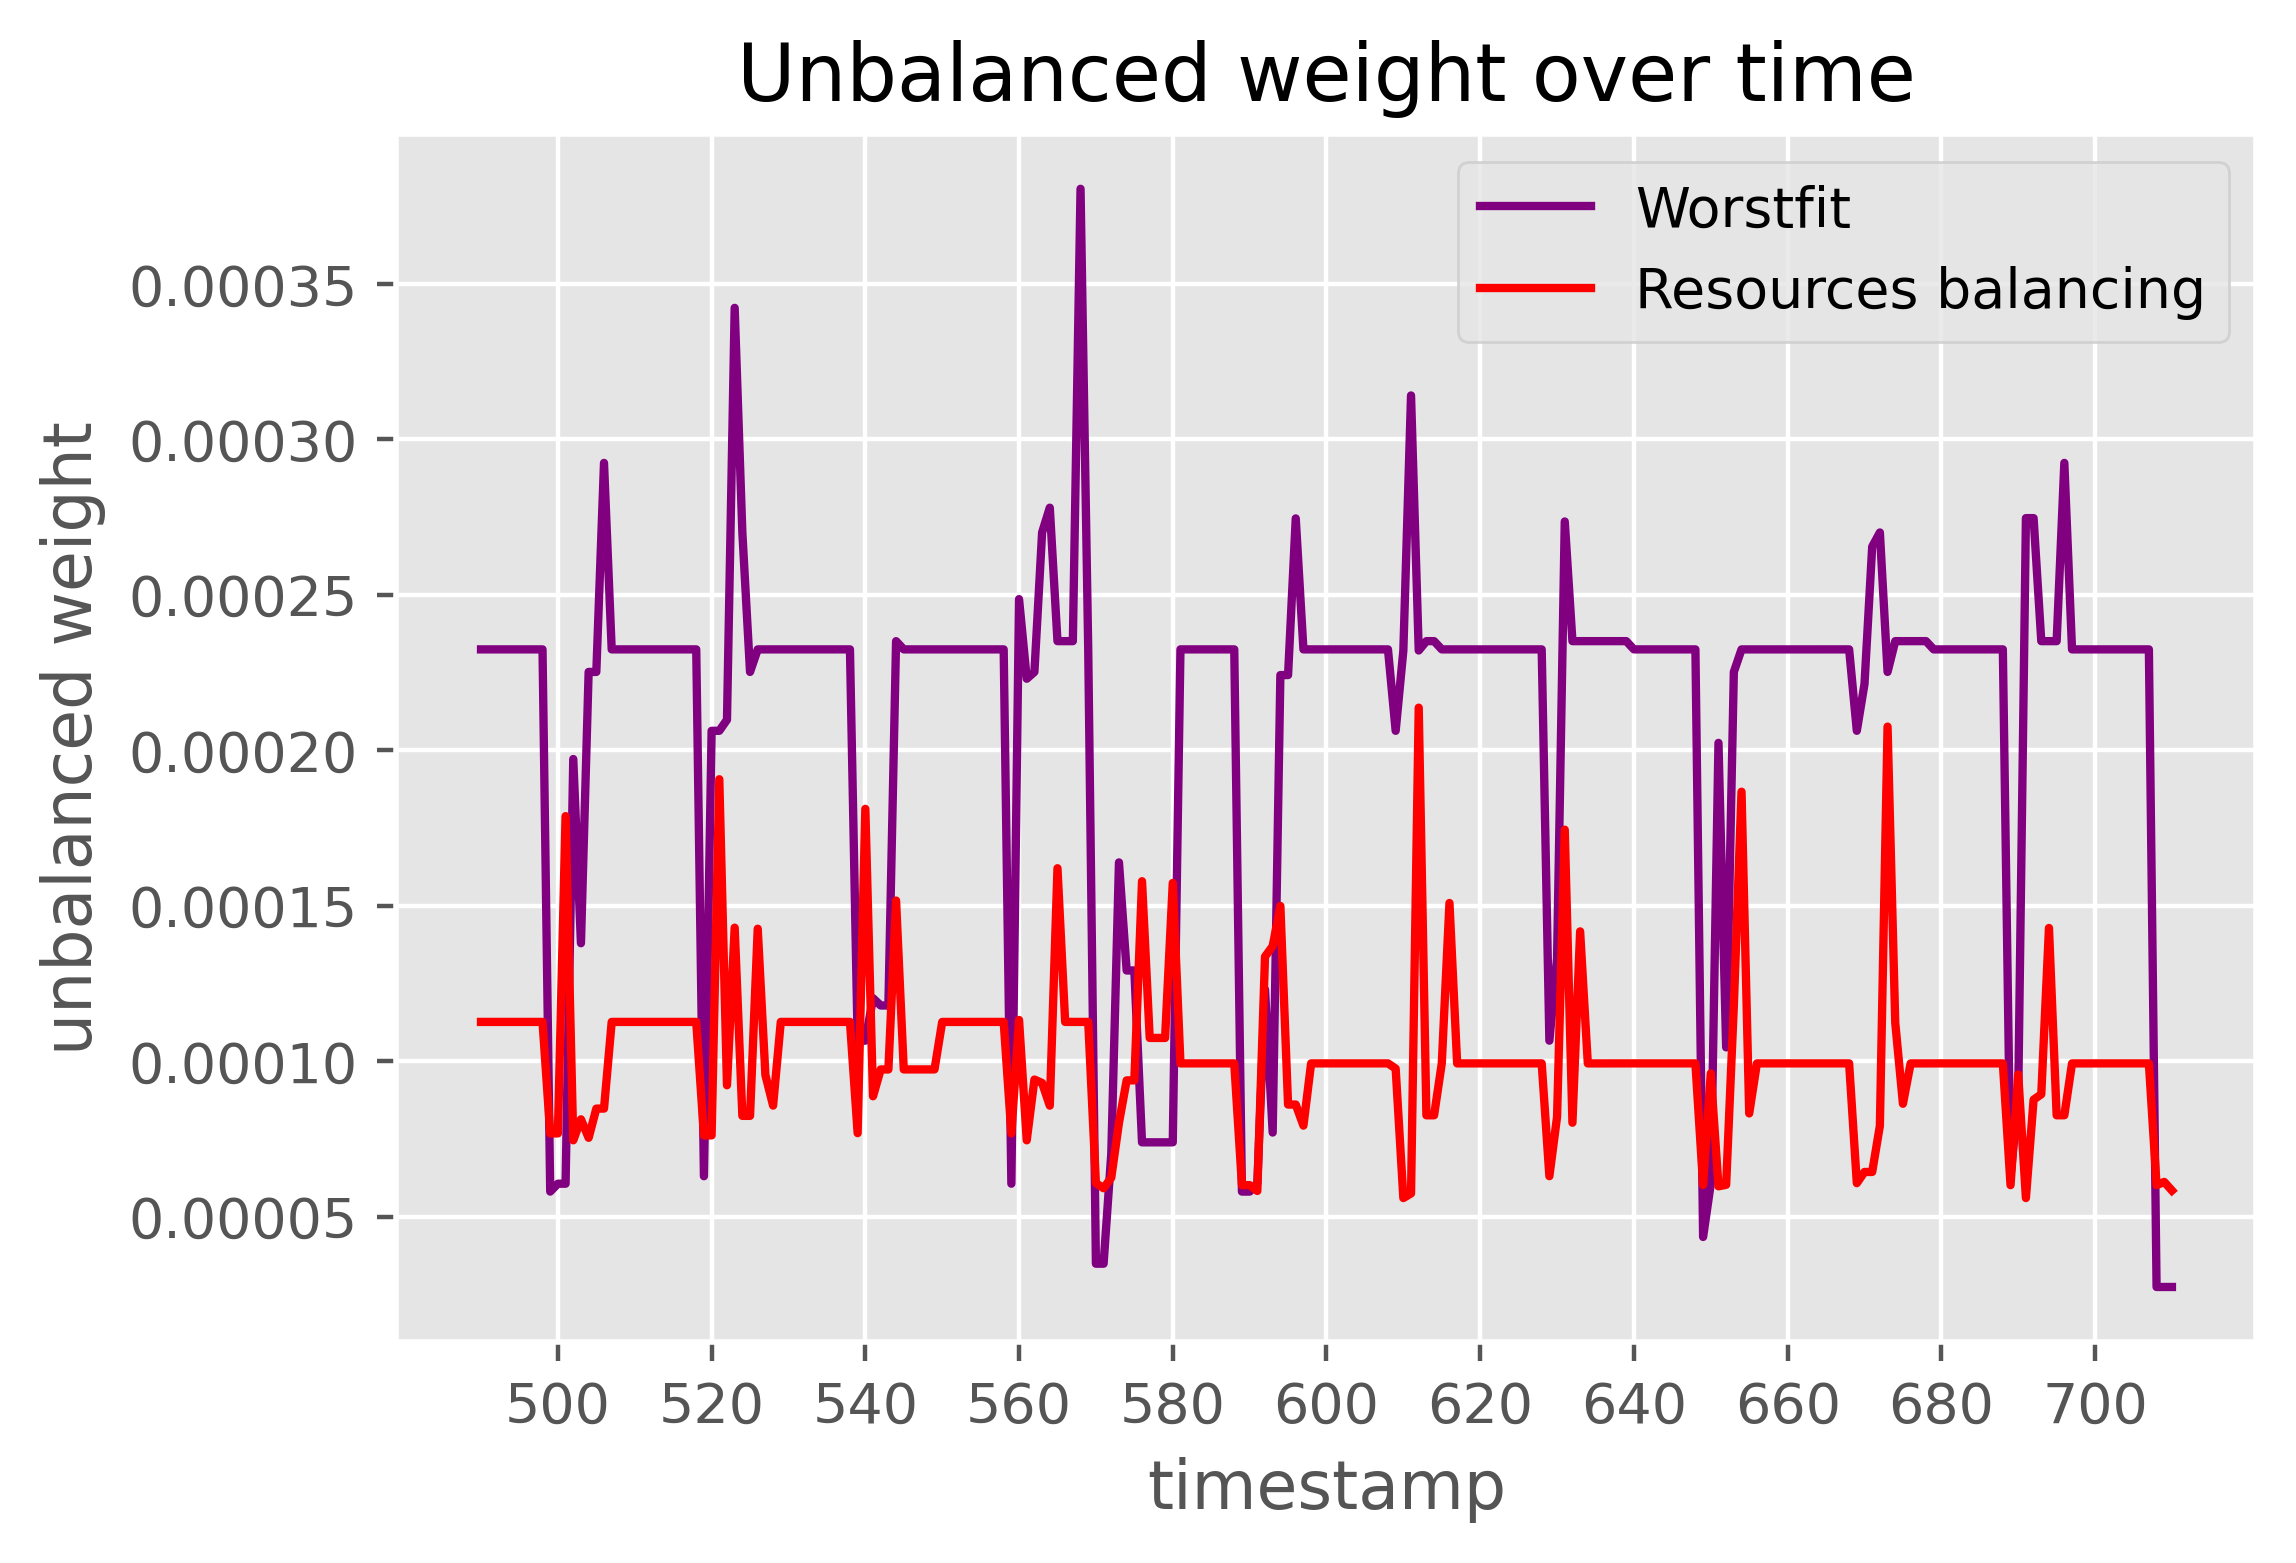 Unbalanced weight over time
Worstfit
Resources balancing
unbalanced weight
0.00035
0.00030
0.00025
0.00020
0.00015
0.00010
0.00005
500 520 540 560 580 600 620 640 660 680 700
timestamp